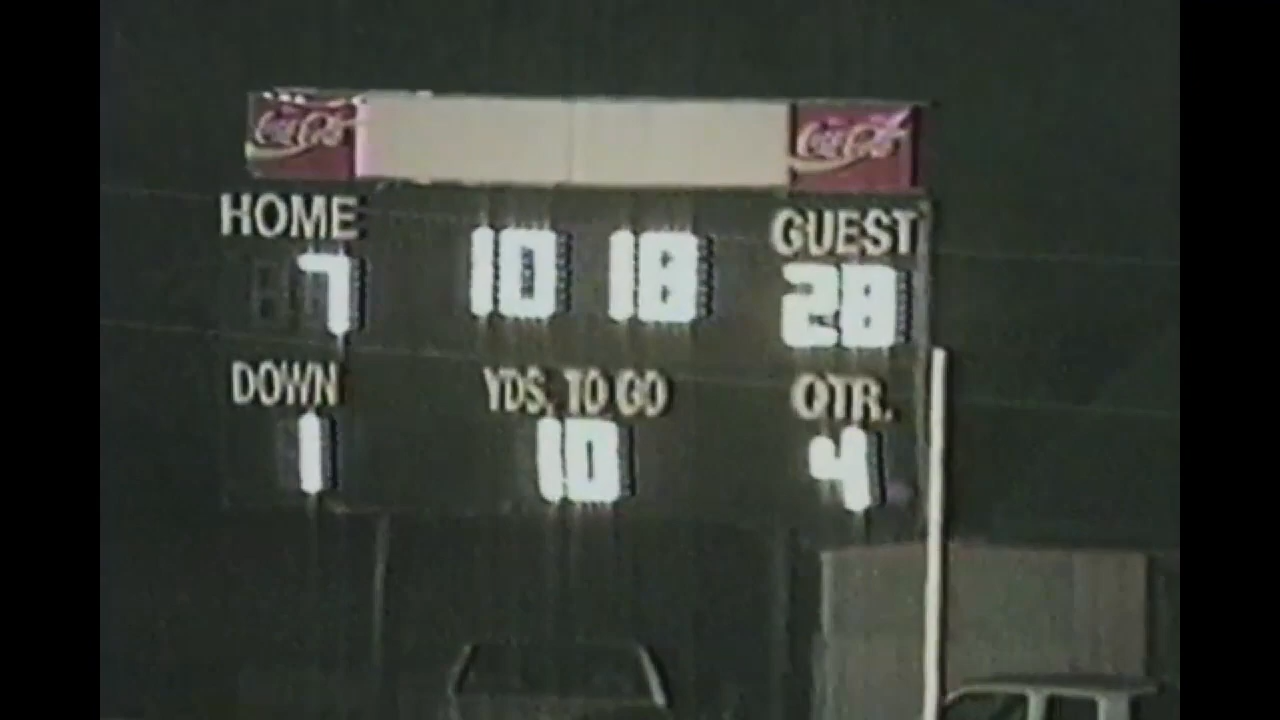 Coca-Cola Coca-Cola
HOME 10 18 GUEST
7 28
DOWN YDS. TO GO QTR.
1 10 4